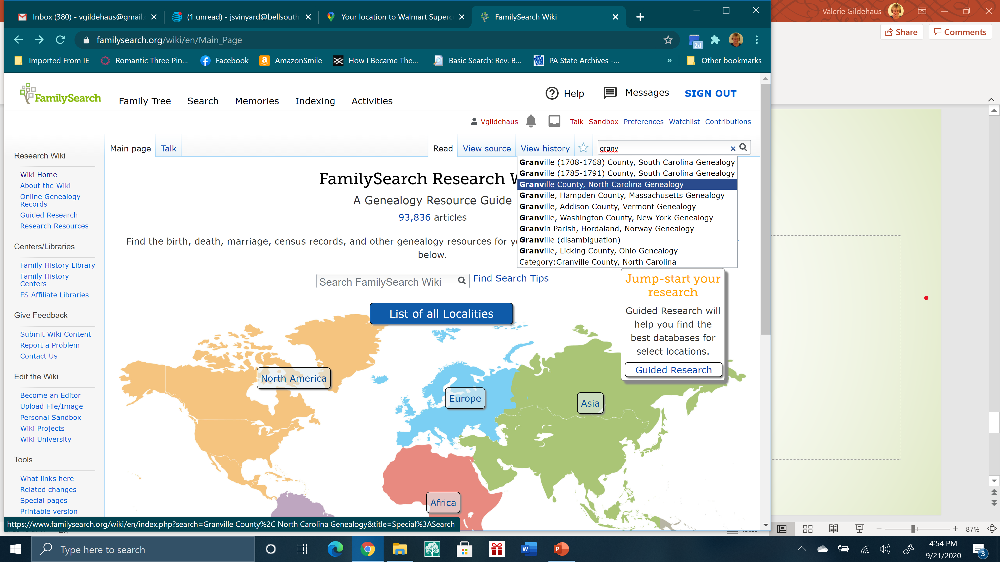 Inbox (380) - vgildehaus@gmail.
(1 unread) - jsvinyard@bellsouth
Your location to Walmart Superc
FamilySearch Wiki
Valerie Gildehaus
Share
Comments
familysearch.org/wiki/en/Main_Page
2d
Imported From IE
Romantic Three Pin...
Facebook
AmazonSmile
How I Became The...
Basic Search: Rev. B...
PA State Archives -...
»
Other bookmarks
FamilySearch
Family Tree
Search
Memories
Indexing
Activities
Help
Messages
SIGN OUT
Vgildehaus
Talk
Sandbox
Preferences
Watchlist
Contributions
Main page
Talk
Read
View source
View history
granv
Granville (1708-1768) County, South Carolina Genealogy
Granville (1785-1791) County, South Carolina Genealogy
Granville County, North Carolina Genealogy
Granville, Hampden County, Massachusetts Genealogy
Granville, Addison County, Vermont Genealogy
Granville, Washington County, New York Genealogy
Granvin Parish, Hordaland, Norway Genealogy
Granville (disambiguation)
Granville, Licking County, Ohio Genealogy
Category:Granville County, North Carolina
Research Wiki
Wiki Home
About the Wiki
Online Genealogy
Records
Guided Research
Research Resources
Centers/Libraries
Family History Library
Family History
Centers
FS Affiliate Libraries
Give Feedback
Submit Wiki Content
Report a Problem
Contact Us
Edit the Wiki
Become an Editor
Upload File/Image
Personal Sandbox
Wiki Projects
Wiki University
Tools
What links here
Related changes
Special pages
Printable version
FamilySearch Research
A Genealogy Resource Guide
93,836 articles
Find the birth, death, marriage, census records, and other genealogy resources for
below.
Search FamilySearch Wiki
Find Search Tips
List of all Localities
Jump-start your
research
Guided Research will
help you find the
best databases for
select locations.
Guided Research
North America
Europe
Asia
Africa
https://www.familysearch.org/wiki/en/index.php?search=Granville County%2C North Carolina Genealogy&title=Special%3ASearch
87%
Type here to search
4:54 PM
9/21/2020
3